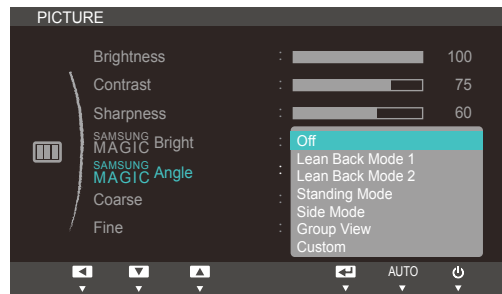 PICTURE
Brightness : 100
Contrast : 75
Sharpness : 60
SAMSUNG MAGIC Bright :
SAMSUNG MAGIC Angle :
Coarse :
Fine :
Off
Lean Back Mode 1
Lean Back Mode 2
Standing Mode
Side Mode
Group View
Custom
AUTO